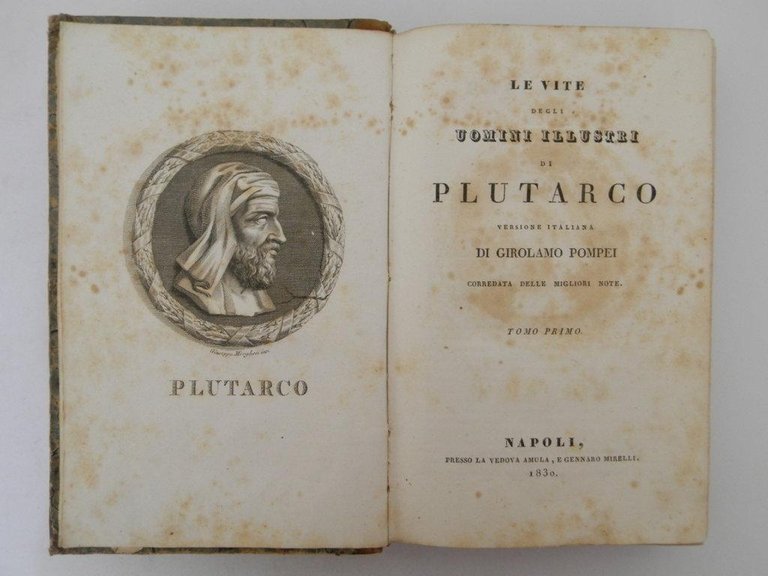 PLUTARCO
LE VITE
DEGLI
UOMINI ILLUSTRI
DI
PLUTARCO
VERSIONE ITALIANA
DI GIROLAMO POMPEI
CORREDATA DELLE MIGLIORI NOTE.
TOMO PRIMO.
NAPOLI,
PRESSO LA VEDOVA AMULA, E GENNARO MIRELLI.
1830.